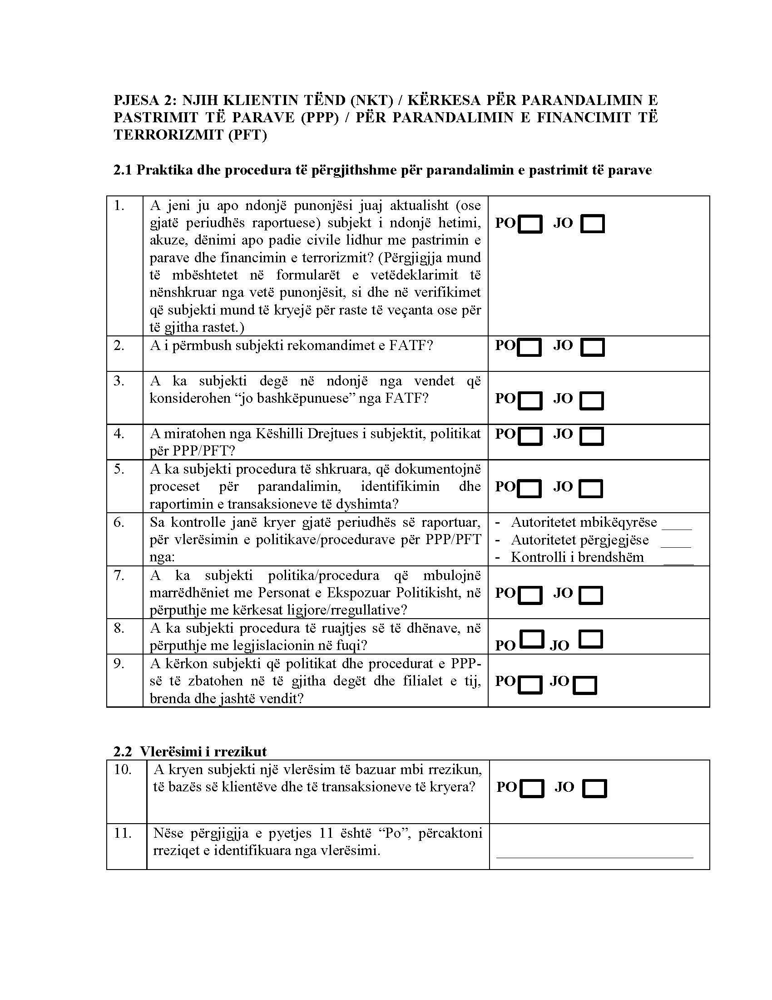 PJESA 2: NJIH KLIENTIN TËND (NKT) / KËRKESA PËR PARANDALIMIN E
PASTRIMIT TË PARAVE (PPP) / PËR PARANDALIMIN E FINANCIMIT TË
TERRORIZMIT (PFT)
2.1 Praktika dhe procedura të përgjithshme për parandalimin e pastrimit të parave
1. A jeni ju apo ndonjë punonjësi juaj aktualisht (ose
gjatë periudhës raportuese) subjekt i ndonjë hetimi,
akuze, dënimi apo padie civile lidhur me pastrimin e
parave dhe financimin e terrorizmit? (Përgjigjja mund
të mbështetet në formularët e vetëdeklarimit të
nënshkruar nga vetë punonjësit, si dhe në verifikimet
që subjekti mund të kryejë për raste të veçanta ose për
të gjitha rastet.)
PO JO
2. A i përmbush subjekti rekomandimet e FATF?
PO JO
3. A ka subjekti degë në ndonjë nga vendet që
konsiderohen “jo bashkëpunuese” nga FATF?
PO JO
4. A miratohen nga Këshilli Drejtues i subjektit, politikat
për PPP/PFT?
PO JO
5. A ka subjekti procedura të shkruara, që dokumentojnë
proceset për parandalimin, identifikimin dhe
raportimin e transaksioneve të dyshimta?
PO JO
6. Sa kontrolle janë kryer gjatë periudhës së raportuar,
për vlerësimin e politikave/procedurave për PPP/PFT
nga:
- Autoritetet mbikëqyrëse ____
- Autoritetet përgjegjëse ____
- Kontrolli i brendshëm ____
7. A ka subjekti politika/procedura që mbulojnë
marrëdhëniet me Personat e Ekspozuar Politikisht, në
përputhje me kërkesat ligjore/rregullative?
PO JO
8. A ka subjekti procedura të ruajtjes së të dhënave, në
përputhje me legjislacionin në fuqi?
PO JO
9. A kërkon subjekti që politikat dhe procedurat e PPP-
së të zbatohen në të gjitha degët dhe filialet e tij,
brenda dhe jashtë vendit?
PO JO
2.2 Vlerësimi i rrezikut
10. A kryen subjekti një vlerësim të bazuar mbi rrezikun,
të bazës së klientëve dhe të transaksioneve të kryera?
PO JO
11. Nëse përgjigjja e pyetjes 11 është “Po”, përcaktoni
rreziqet e identifikuara nga vlerësimi.
__________________________